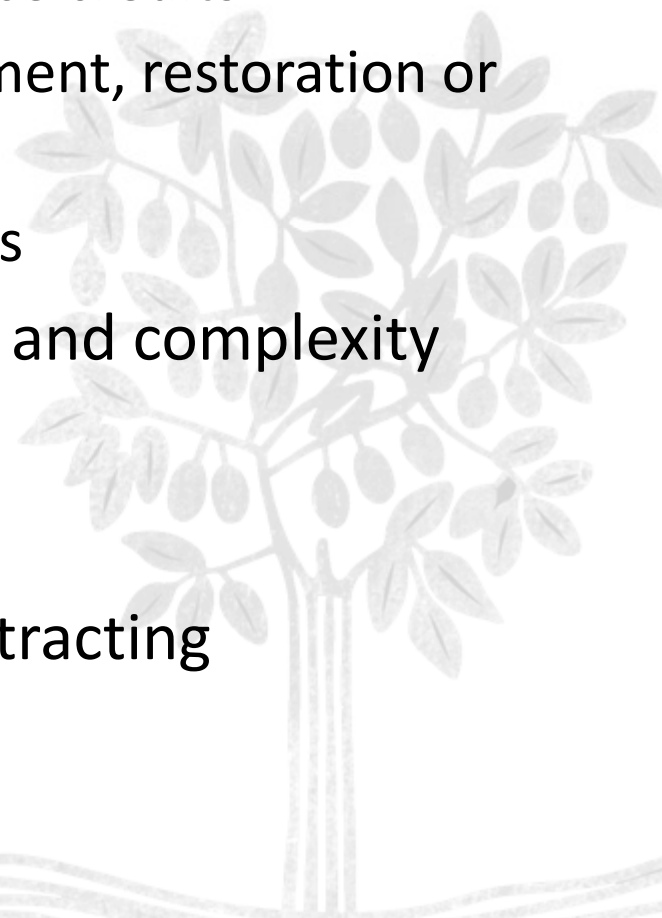 ment, restoration or
s
and complexity
tracting